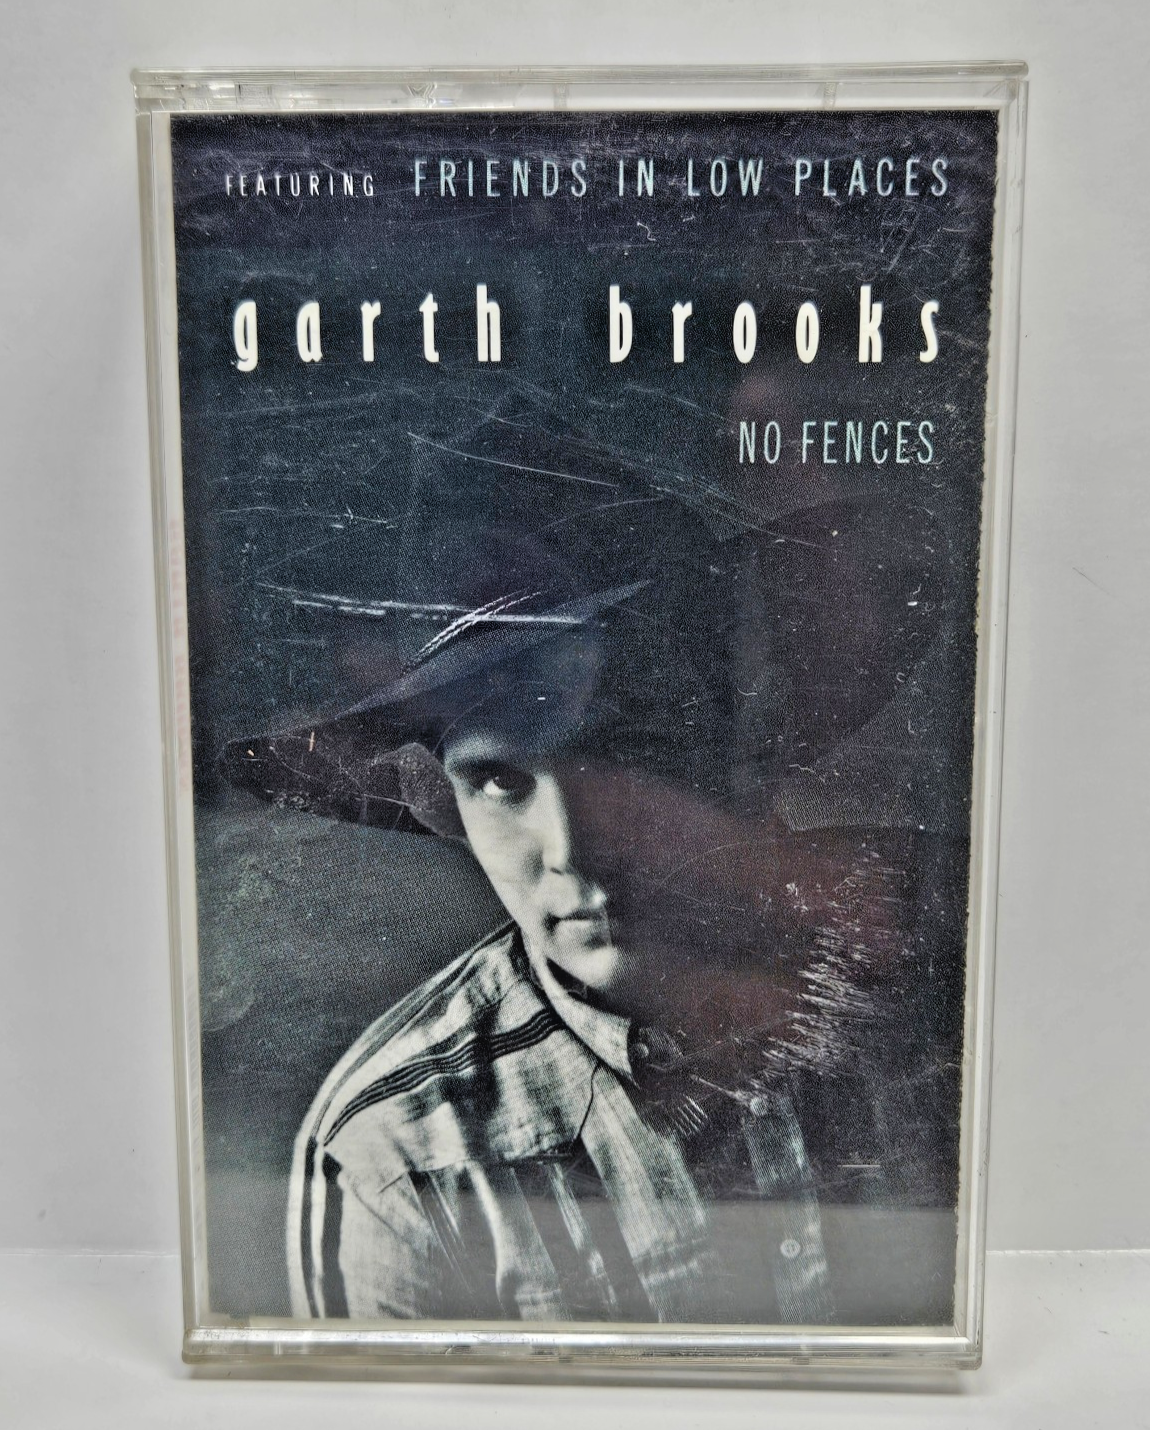 FEATURING FRIENDS IN LOW PLACES
garth brooks
NO FENCES